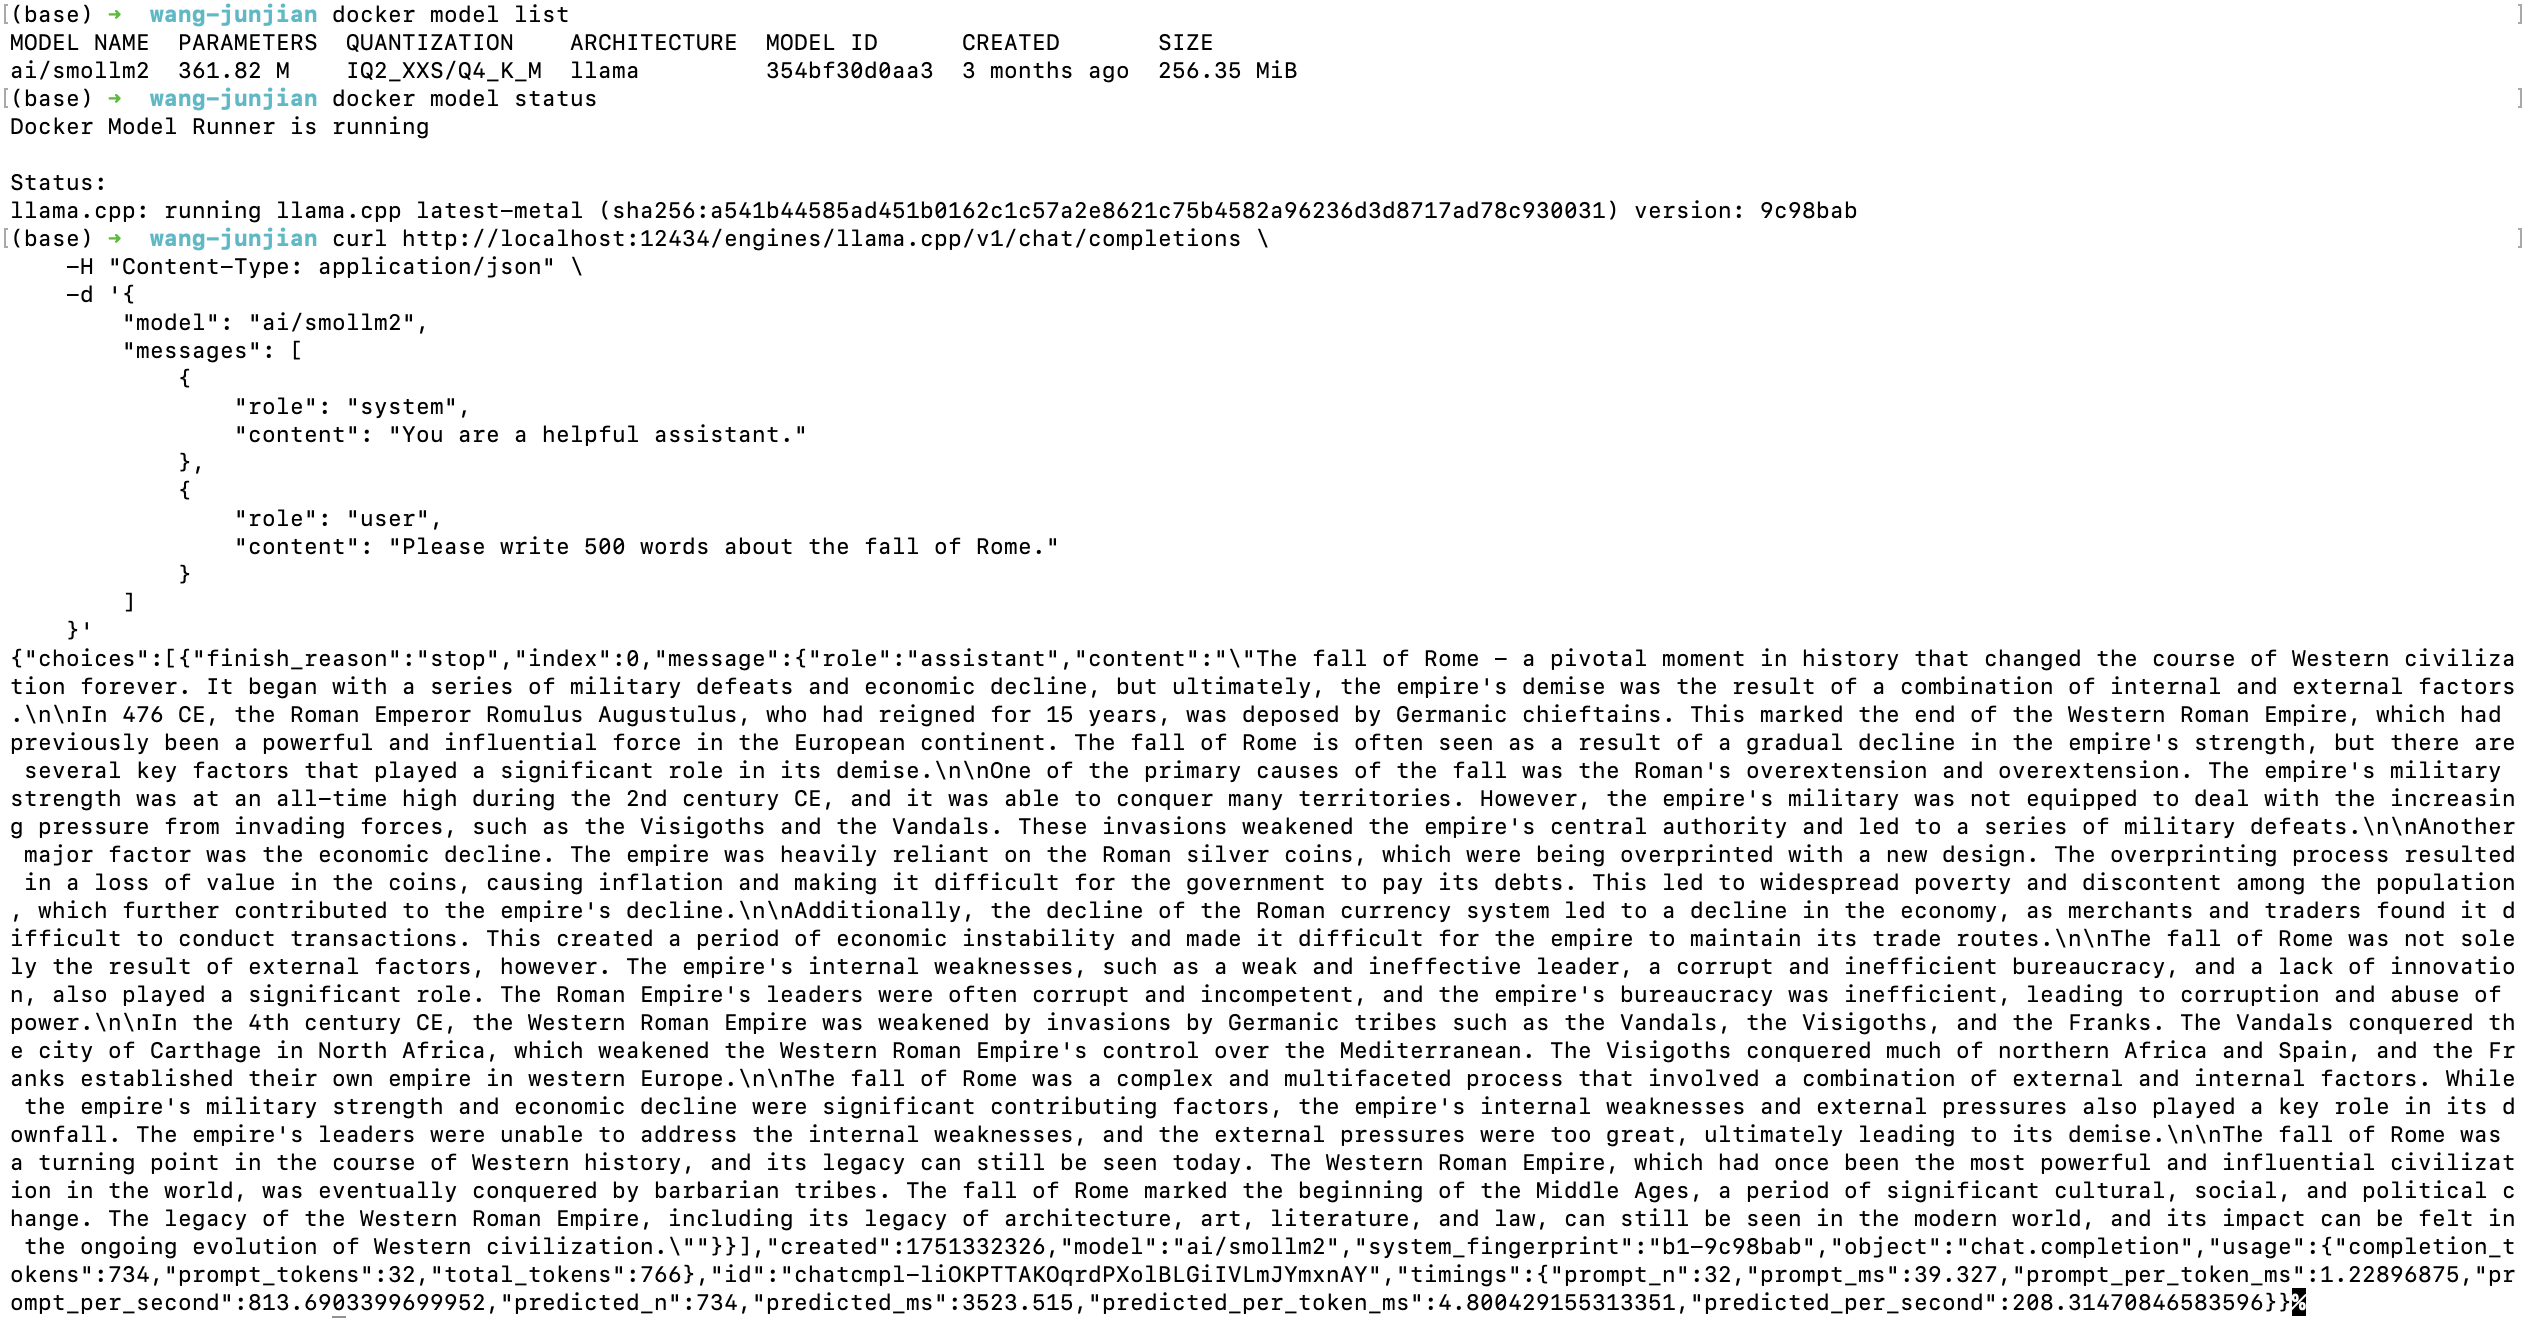 [(base) ➜  wang-junjian docker model list ]
MODEL NAME  PARAMETERS  QUANTIZATION    ARCHITECTURE  MODEL ID      CREATED       SIZE
ai/smollm2  361.82 M    IQ2_XXS/Q4_K_M  llama         354bf30d0aa3  3 months ago  256.35 MiB
[(base) ➜  wang-junjian docker model status ]
Docker Model Runner is running

Status:
llama.cpp: running llama.cpp latest-metal (sha256:a541b44585ad451b0162c1c57a2e8621c75b4582a96236d3d8717ad78c930031) version: 9c98bab
[(base) ➜  wang-junjian curl http://localhost:12434/engines/llama.cpp/v1/chat/completions \ ]
    -H "Content-Type: application/json" \
    -d '{
        "model": "ai/smollm2",
        "messages": [
            {
                "role": "system",
                "content": "You are a helpful assistant."
            },
            {
                "role": "user",
                "content": "Please write 500 words about the fall of Rome."
            }
        ]
    }'
{"choices":[{"finish_reason":"stop","index":0,"message":{"role":"assistant","content":"\"The fall of Rome – a pivotal moment in history that changed the course of Western civiliza
tion forever. It began with a series of military defeats and economic decline, but ultimately, the empire's demise was the result of a combination of internal and external factors
.\n\nIn 476 CE, the Roman Emperor Romulus Augustulus, who had reigned for 15 years, was deposed by Germanic chieftains. This marked the end of the Western Roman Empire, which had
previously been a powerful and influential force in the European continent. The fall of Rome is often seen as a result of a gradual decline in the empire's strength, but there are
 several key factors that played a significant role in its demise.\n\nOne of the primary causes of the fall was the Roman's overextension and overextension. The empire's military
strength was at an all-time high during the 2nd century CE, and it was able to conquer many territories. However, the empire's military was not equipped to deal with the increasin
g pressure from invading forces, such as the Visigoths and the Vandals. These invasions weakened the empire's central authority and led to a series of military defeats.\n\nAnother
 major factor was the economic decline. The empire was heavily reliant on the Roman silver coins, which were being overprinted with a new design. The overprinting process resulted
 in a loss of value in the coins, causing inflation and making it difficult for the government to pay its debts. This led to widespread poverty and discontent among the population
, which further contributed to the empire's decline.\n\nAdditionally, the decline of the Roman currency system led to a decline in the economy, as merchants and traders found it d
ifficult to conduct transactions. This created a period of economic instability and made it difficult for the empire to maintain its trade routes.\n\nThe fall of Rome was not sole
ly the result of external factors, however. The empire's internal weaknesses, such as a weak and ineffective leader, a corrupt and inefficient bureaucracy, and a lack of innovatio
n, also played a significant role. The Roman Empire's leaders were often corrupt and incompetent, and the empire's bureaucracy was inefficient, leading to corruption and abuse of
power.\n\nIn the 4th century CE, the Western Roman Empire was weakened by invasions by Germanic tribes such as the Vandals, the Visigoths, and the Franks. The Vandals conquered th
e city of Carthage in North Africa, which weakened the Western Roman Empire's control over the Mediterranean. The Visigoths conquered much of northern Africa and Spain, and the Fr
anks established their own empire in western Europe.\n\nThe fall of Rome was a complex and multifaceted process that involved a combination of external and internal factors. While
 the empire's military strength and economic decline were significant contributing factors, the empire's internal weaknesses and external pressures also played a key role in its d
ownfall. The empire's leaders were unable to address the internal weaknesses, and the external pressures were too great, ultimately leading to its demise.\n\nThe fall of Rome was
a turning point in the course of Western history, and its legacy can still be seen today. The Western Roman Empire, which had once been the most powerful and influential civilizat
ion in the world, was eventually conquered by barbarian tribes. The fall of Rome marked the beginning of the Middle Ages, a period of significant cultural, social, and political c
hange. The legacy of the Western Roman Empire, including its legacy of architecture, art, literature, and law, can still be seen in the modern world, and its impact can be felt in
 the ongoing evolution of Western civilization.\""}}],"created":1751332326,"model":"ai/smollm2","system_fingerprint":"b1-9c98bab","object":"chat.completion","usage":{"completion_t
okens":734,"prompt_tokens":32,"total_tokens":766},"id":"chatcmpl-liOKPTTAKOqrdPXolBLGiIVLmJYmxnAY","timings":{"prompt_n":32,"prompt_ms":39.327,"prompt_per_token_ms":1.22896875,"pr
ompt_per_second":813.6903399699952,"predicted_n":734,"predicted_ms":3523.515,"predicted_per_token_ms":4.800429155313351,"predicted_per_second":208.31470846583596}}%